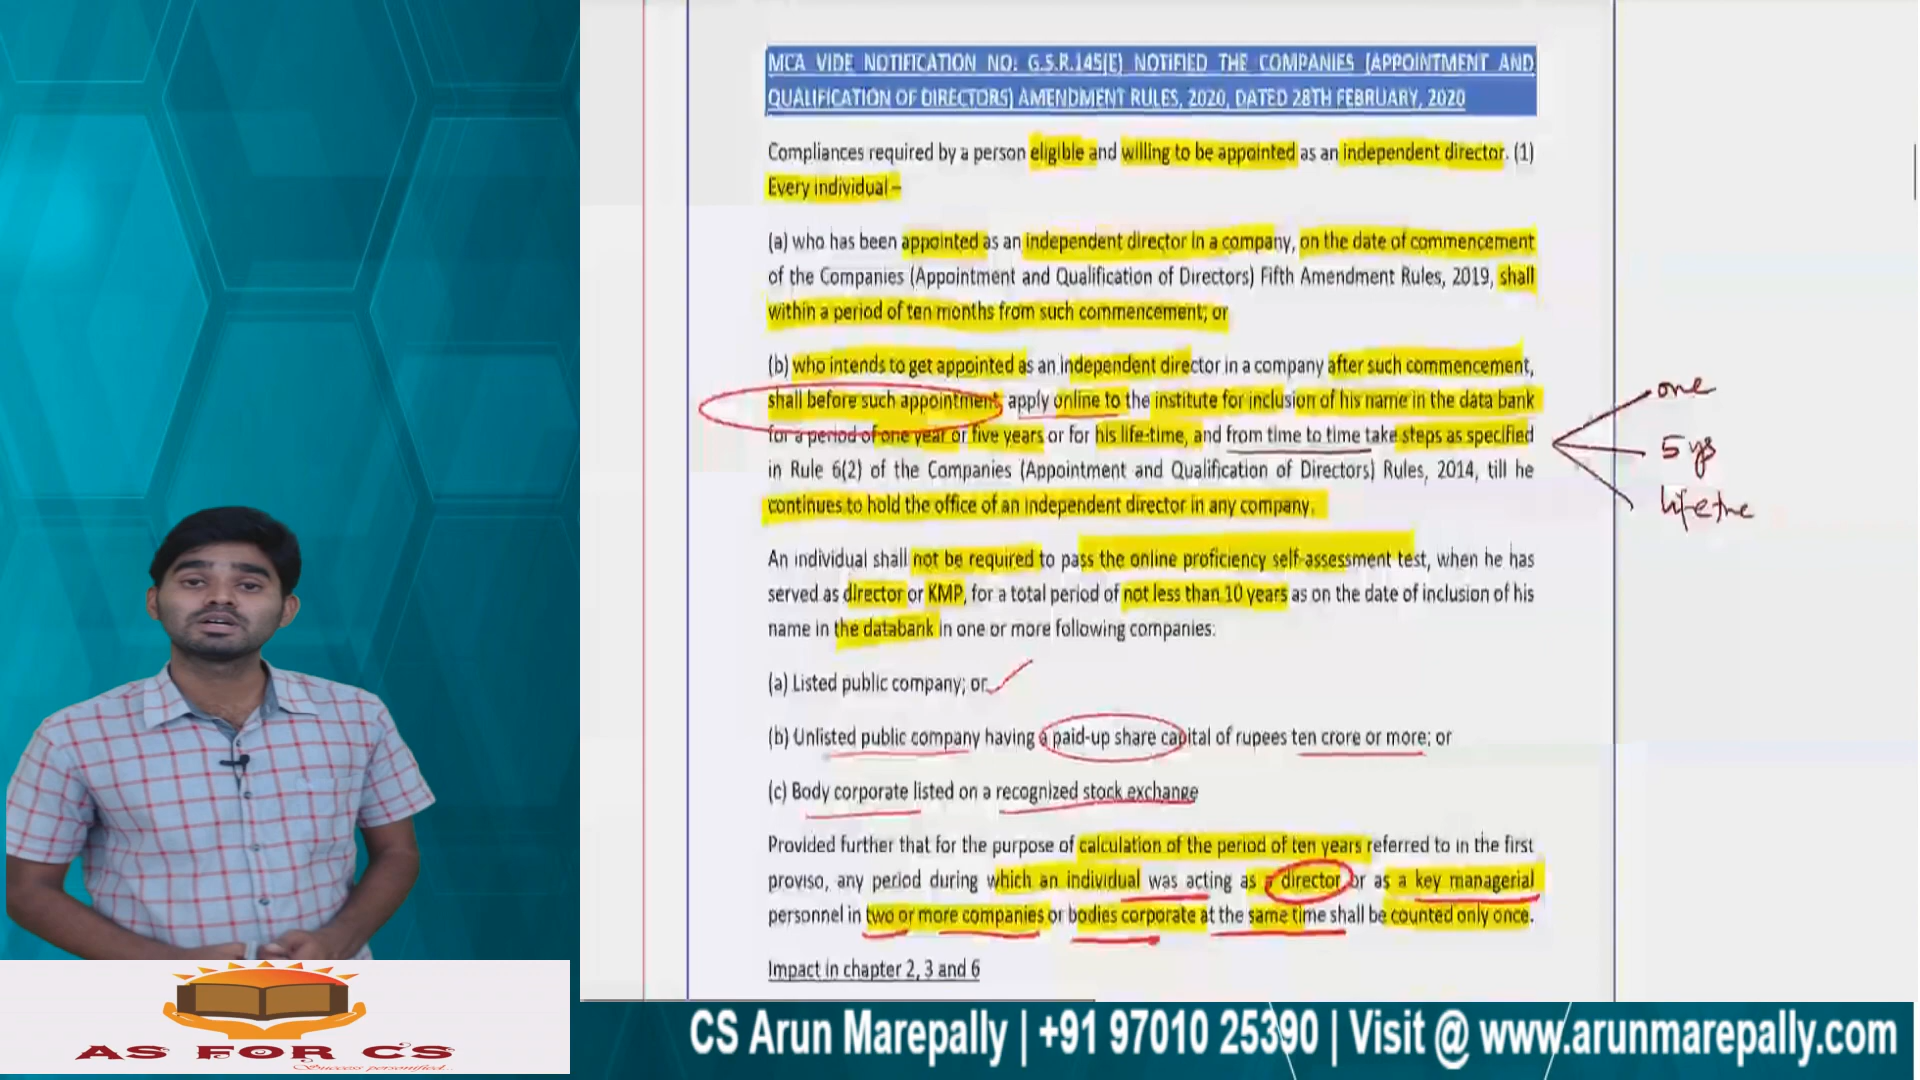 MCA VIDE NOTIFICATION NO: G.S.R.145(E) NOTIFIED THE COMPANIES (APPOINTMENT AND
QUALIFICATION OF DIRECTORS) AMENDMENT RULES, 2020, DATED 28TH FEBRUARY, 2020
Compliances required by a person eligible and willing to be appointed as an independent director. (1)
Every individual –
(a) who has been appointed as an independent director in a company, on the date of commencement
of the Companies (Appointment and Qualification of Directors) Fifth Amendment Rules, 2019, shall
within a period of ten months from such commencement; or
(b) who intends to get appointed as an independent director in a company after such commencement,
shall before such appointment apply online to the institute for inclusion of his name in the data bank
for a period of one year or five years or for his life-time, and from time to time take steps as specified
in Rule 6(2) of the Companies (Appointment and Qualification of Directors) Rules, 2014, till he
continues to hold the office of an independent director in any company.
one
5 ys
lifetme
An individual shall not be required to pass the online proficiency self-assessment test, when he has
served as director or KMP, for a total period of not less than 10 years as on the date of inclusion of his
name in the databank in one or more following companies:
(a) Listed public company; or
(b) Unlisted public company having a paid-up share capital of rupees ten crore or more; or
(c) Body corporate listed on a recognized stock exchange
Provided further that for the purpose of calculation of the period of ten years referred to in the first
proviso, any period during which an individual was acting as a director or as a key managerial
personnel in two or more companies or bodies corporate at the same time shall be counted only once.
Impact in chapter 2, 3 and 6
AS FOR CS
Success personified...
CS Arun Marepally | +91 97010 25390 | Visit @ www.arunmarepally.com